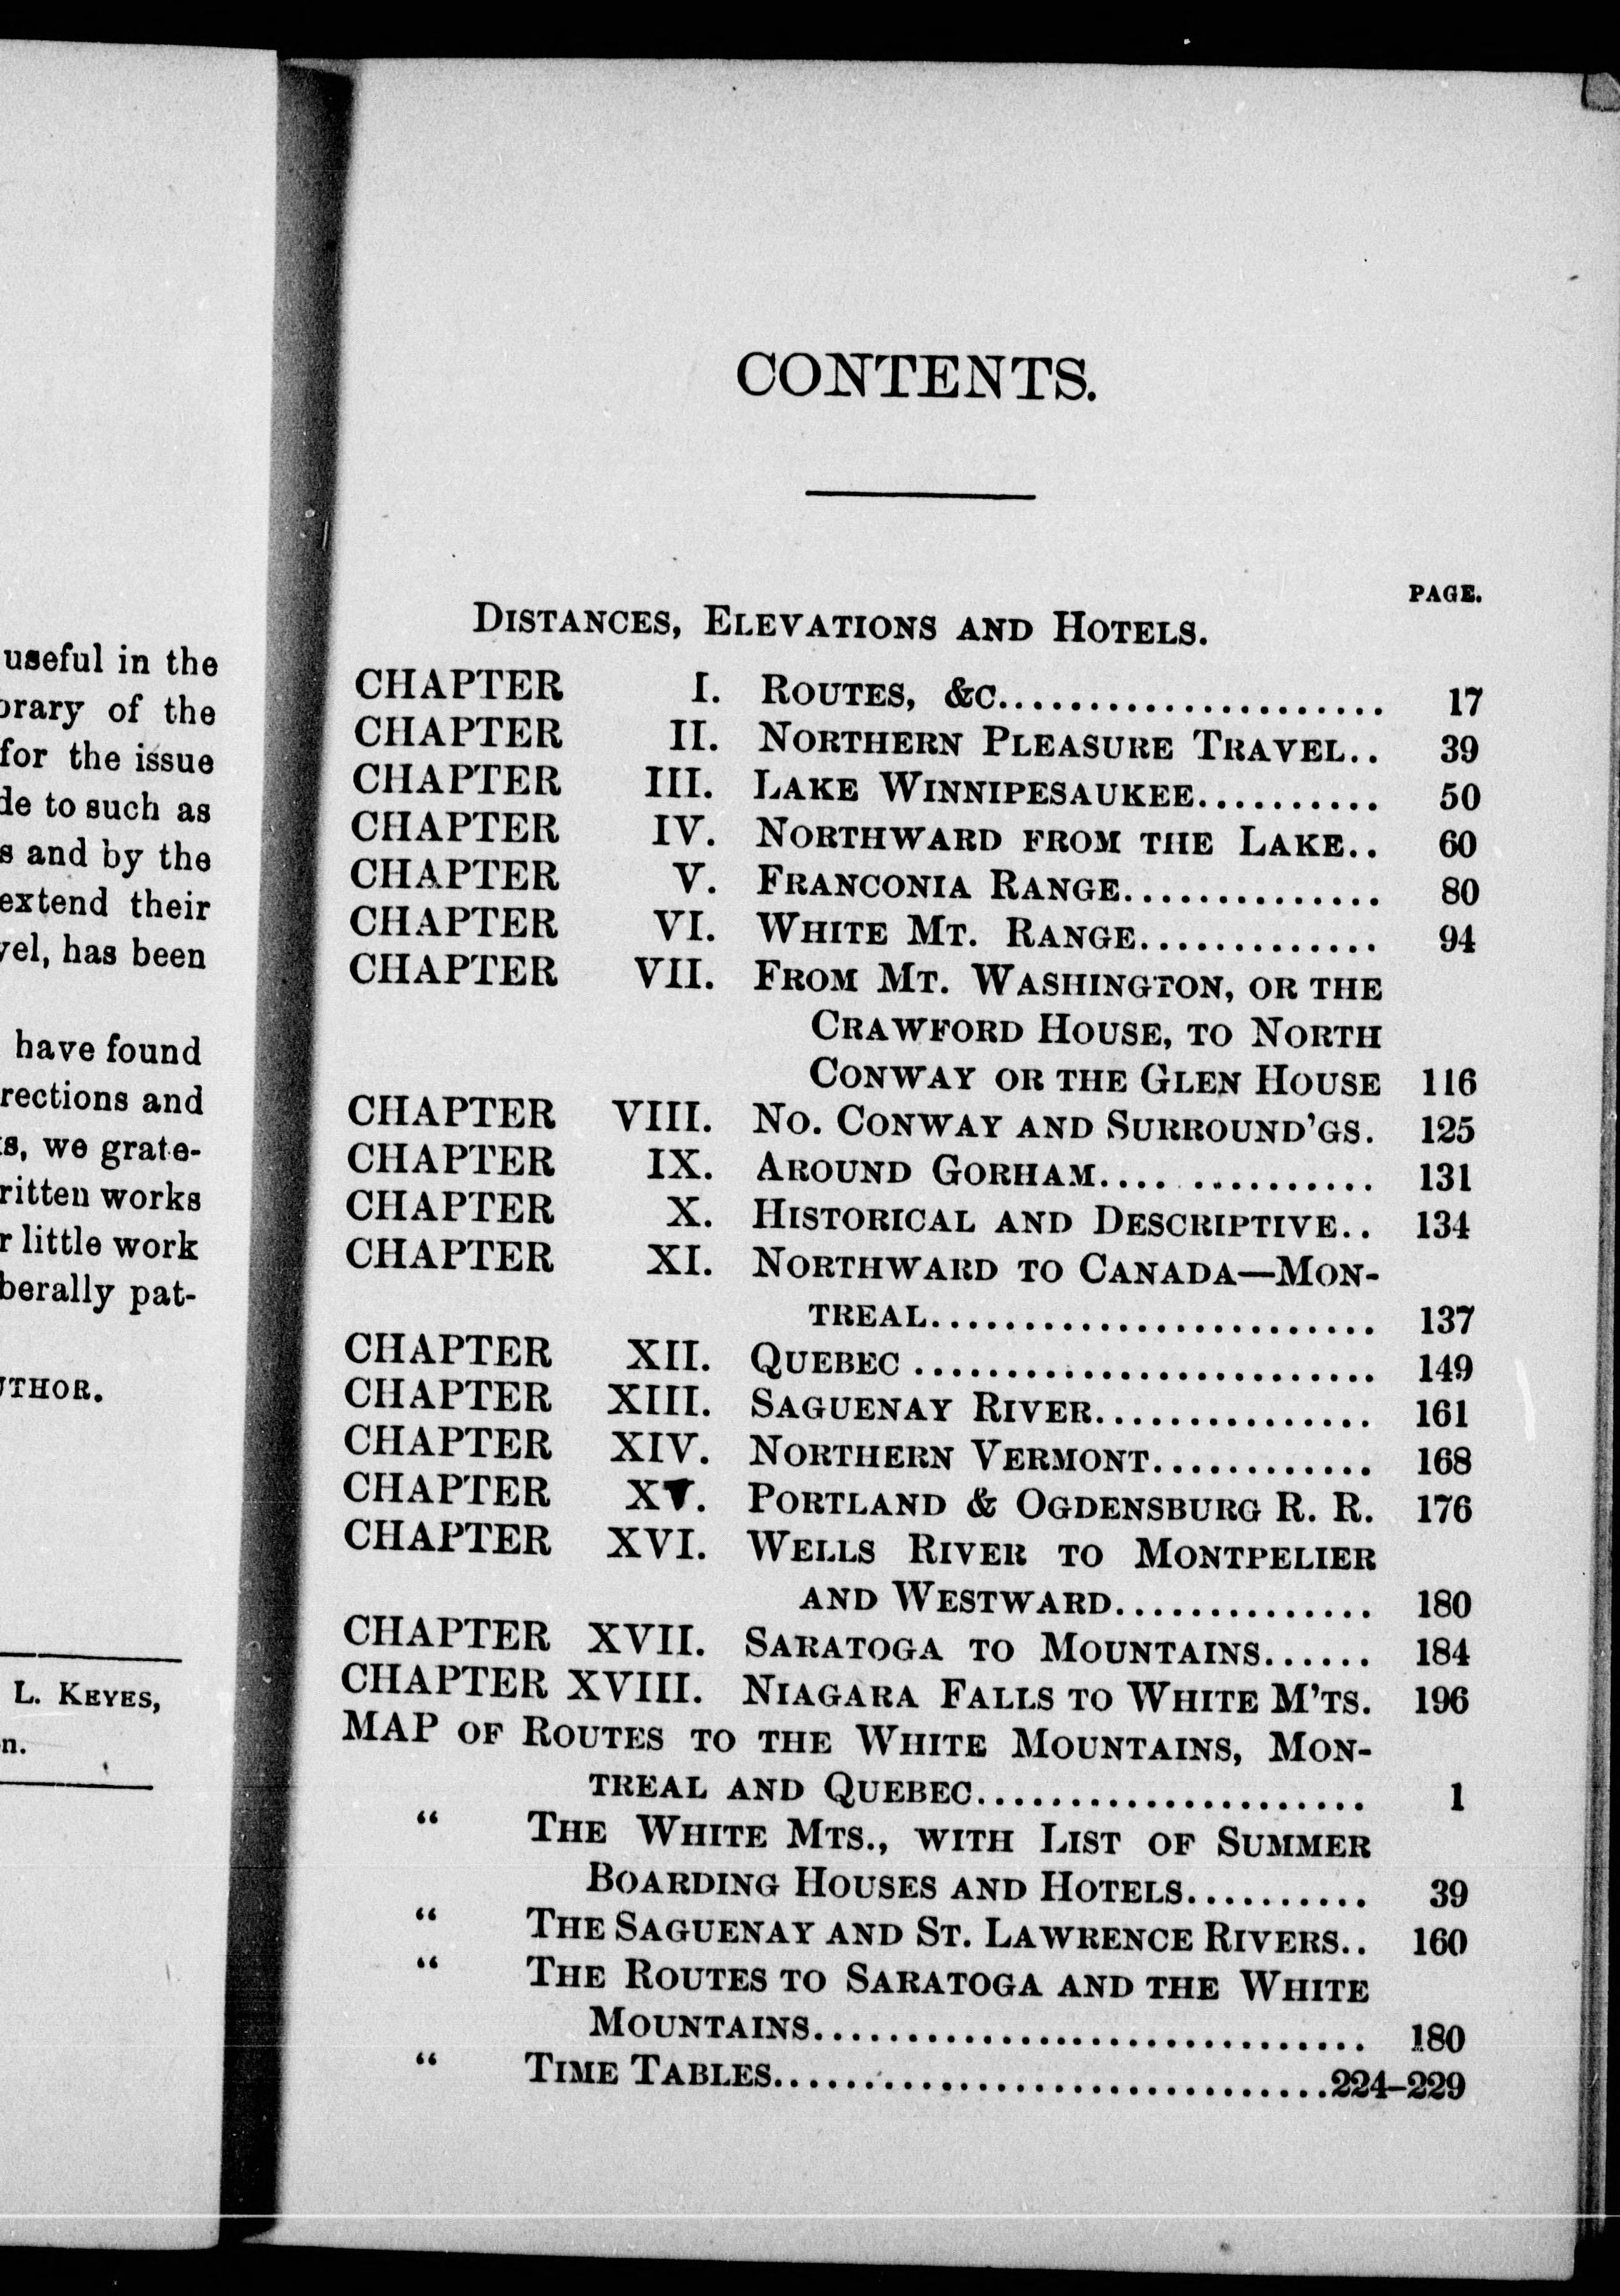 useful in the
of the
for the issue
to such as
and by the
extend their
has been
have found
and
we grate-
works
little work
pat-
L. KEYES,
CONTENTS.
PAGE.
DISTANCES, ELEVATIONS AND HOTELS.
CHAPTER I. ROUTES, &C...................... 17
CHAPTER II. NORTHERN PLEASURE TRAVEL.. 39
CHAPTER III. LAKE WINNIPESAUKEE.......... 50
CHAPTER IV. NORTHWARD FROM THE LAKE.. 60
CHAPTER V. FRANCONIA RANGE.............. 80
CHAPTER VI. WHITE MT. RANGE............. 94
CHAPTER VII. FROM MT. WASHINGTON, OR THE
CRAWFORD HOUSE, TO NORTH
CONWAY OR THE GLEN HOUSE 116
CHAPTER VIII. NO. CONWAY AND SURROUND'GS. 125
CHAPTER IX. AROUND GORHAM.... ........... 131
CHAPTER X. HISTORICAL AND DESCRIPTIVE.. 134
CHAPTER XI. NORTHWARD TO CANADA—MON-
TREAL......................... 137
CHAPTER XII. QUEBEC .......................... 149
CHAPTER XIII. SAGUENAY RIVER............... 161
CHAPTER XIV. NORTHERN VERMONT............ 168
CHAPTER XV. PORTLAND & OGDENSBURG R. R. 176
CHAPTER XVI. WELLS RIVER TO MONTPELIER
AND WESTWARD.............. 180
CHAPTER XVII. SARATOGA TO MOUNTAINS...... 184
CHAPTER XVIII. NIAGARA FALLS TO WHITE M'TS. 196
MAP OF ROUTES TO THE WHITE MOUNTAINS, MON-
TREAL AND QUEBEC...................... 1
“ THE WHITE MTS., WITH LIST OF SUMMER
BOARDING HOUSES AND HOTELS.......... 39
“ THE SAGUENAY AND ST. LAWRENCE RIVERS.. 160
“ THE ROUTES TO SARATOGA AND THE WHITE
MOUNTAINS............................... 180
“ TIME TABLES...............................224–229